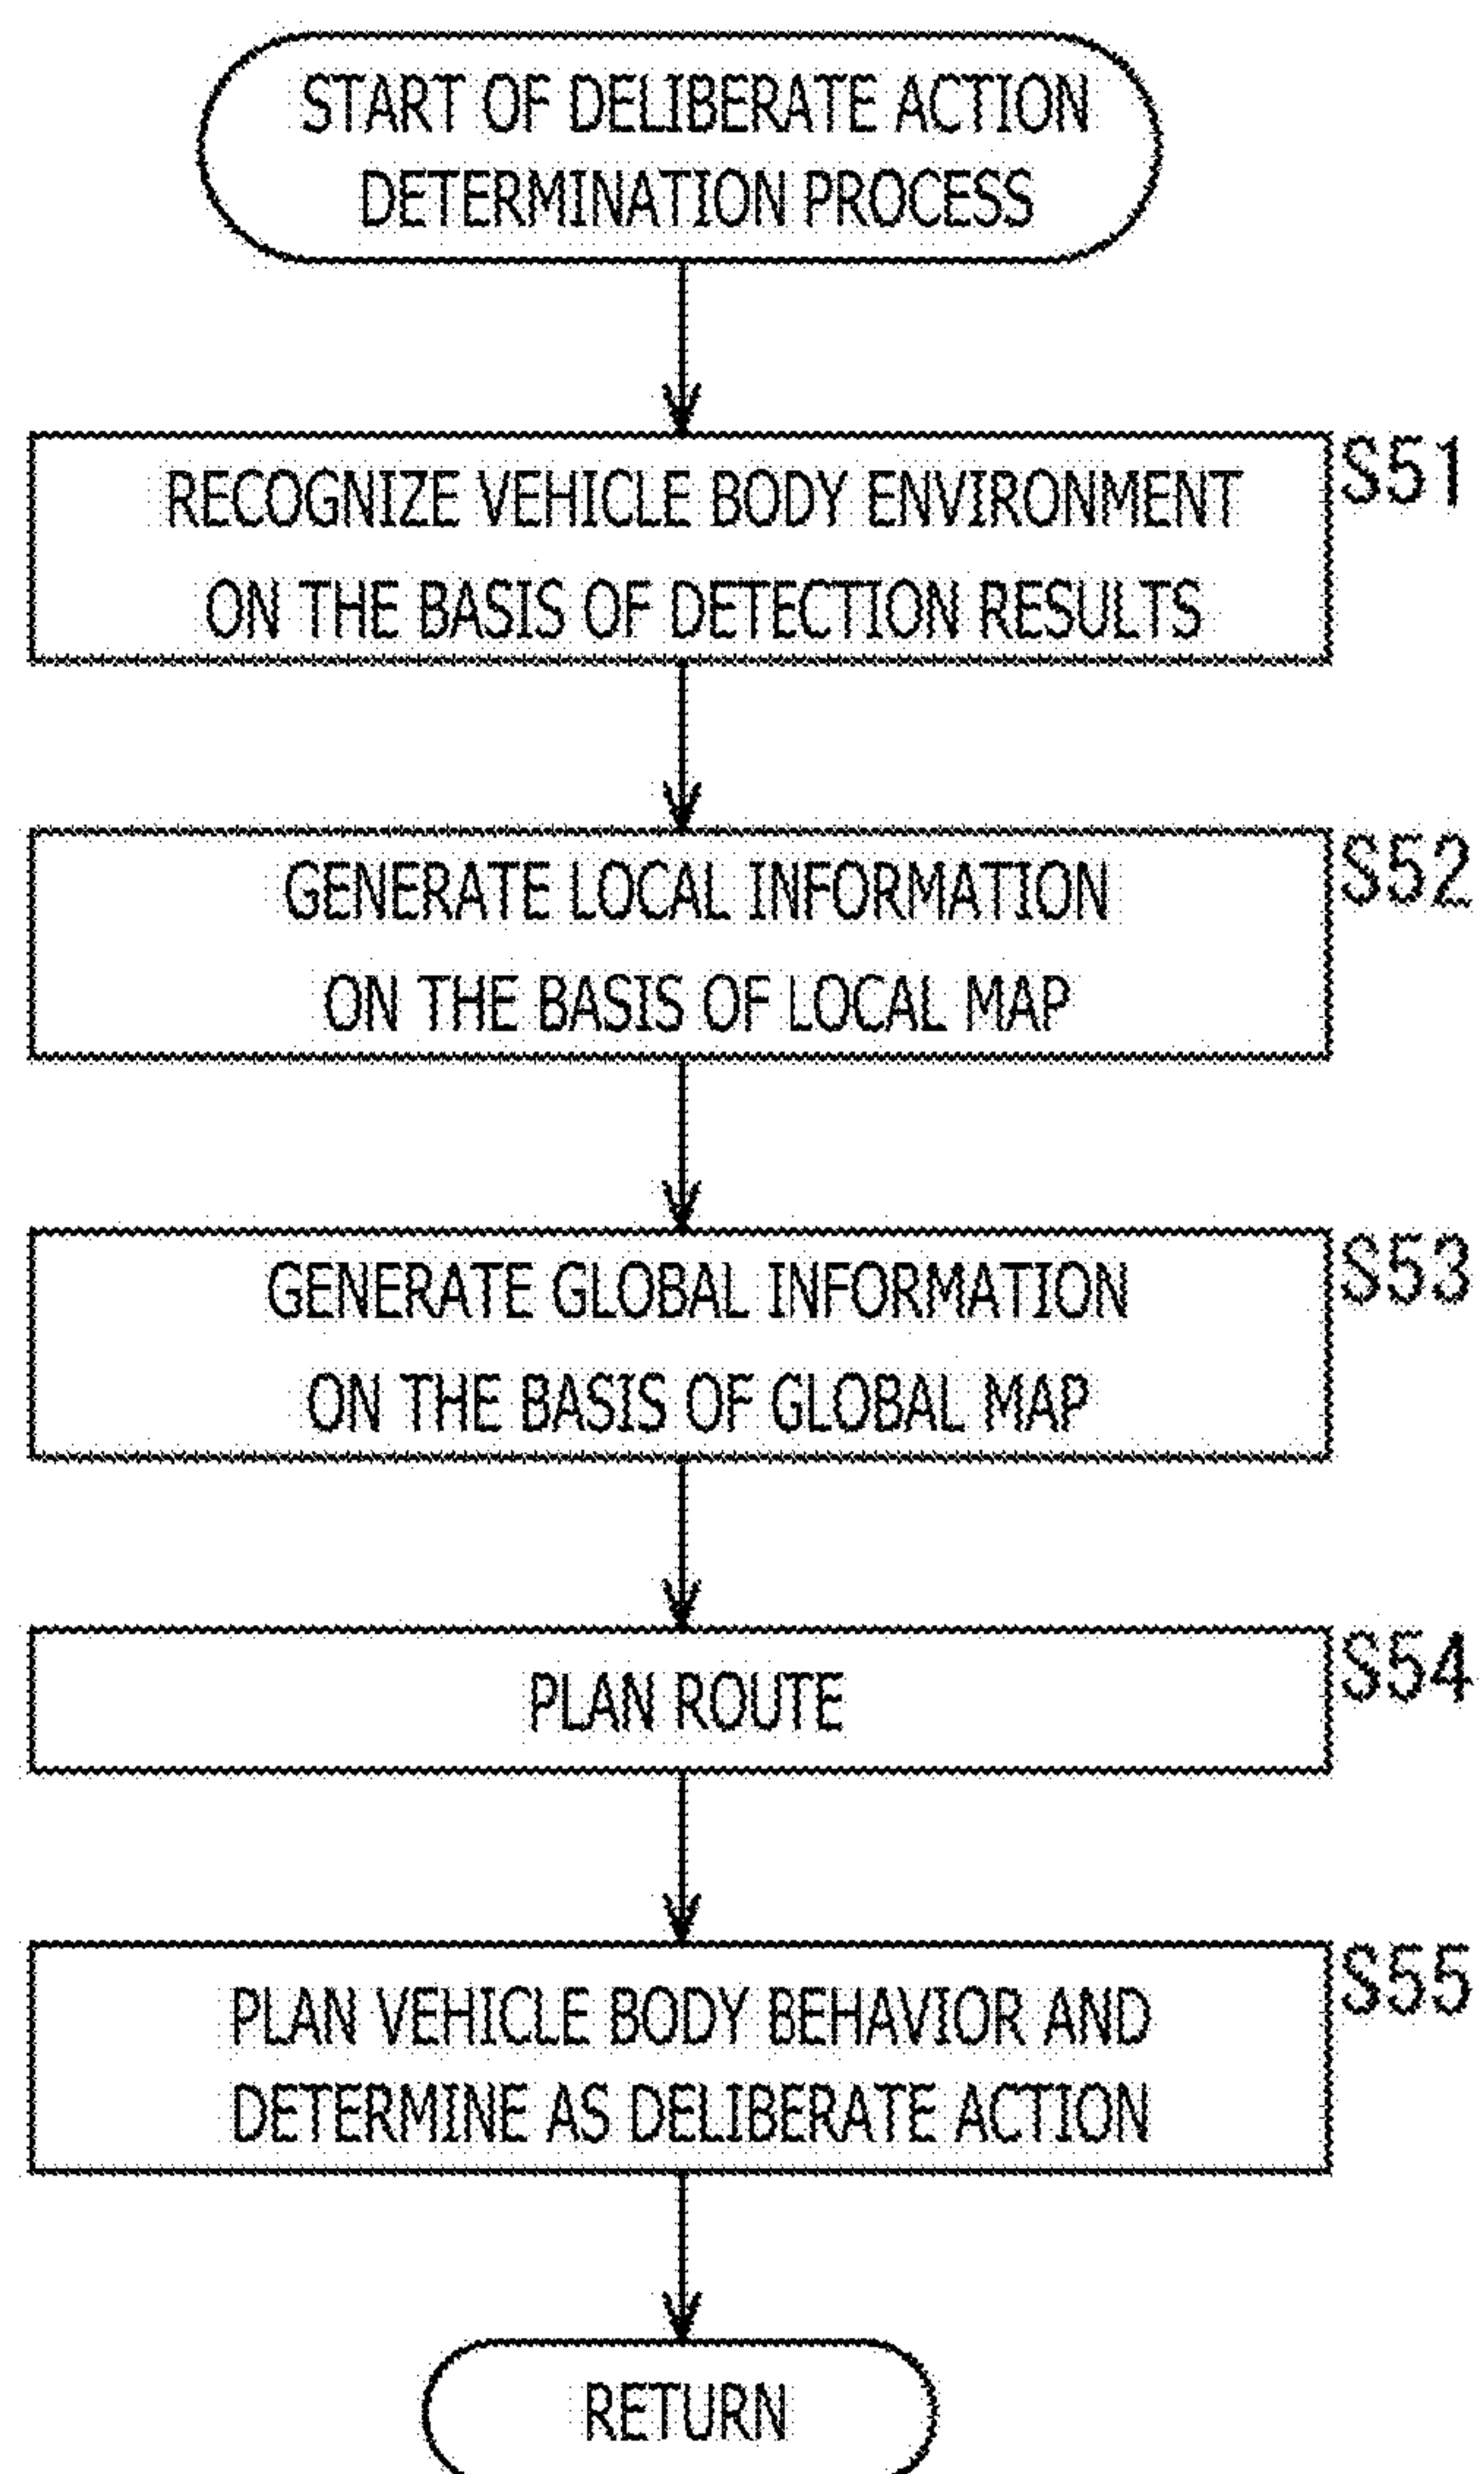 START OF DELIBERATE ACTION
DETERMINATION PROCESS
RECOGNIZE VEHICLE BODY ENVIRONMENT
ON THE BASIS OF DETECTION RESULTS
S51
GENERATE LOCAL INFORMATION
ON THE BASIS OF LOCAL MAP
S52
GENERATE GLOBAL INFORMATION
ON THE BASIS OF GLOBAL MAP
S53
PLAN ROUTE
S54
PLAN VEHICLE BODY BEHAVIOR AND
DETERMINE AS DELIBERATE ACTION
S55
RETURN